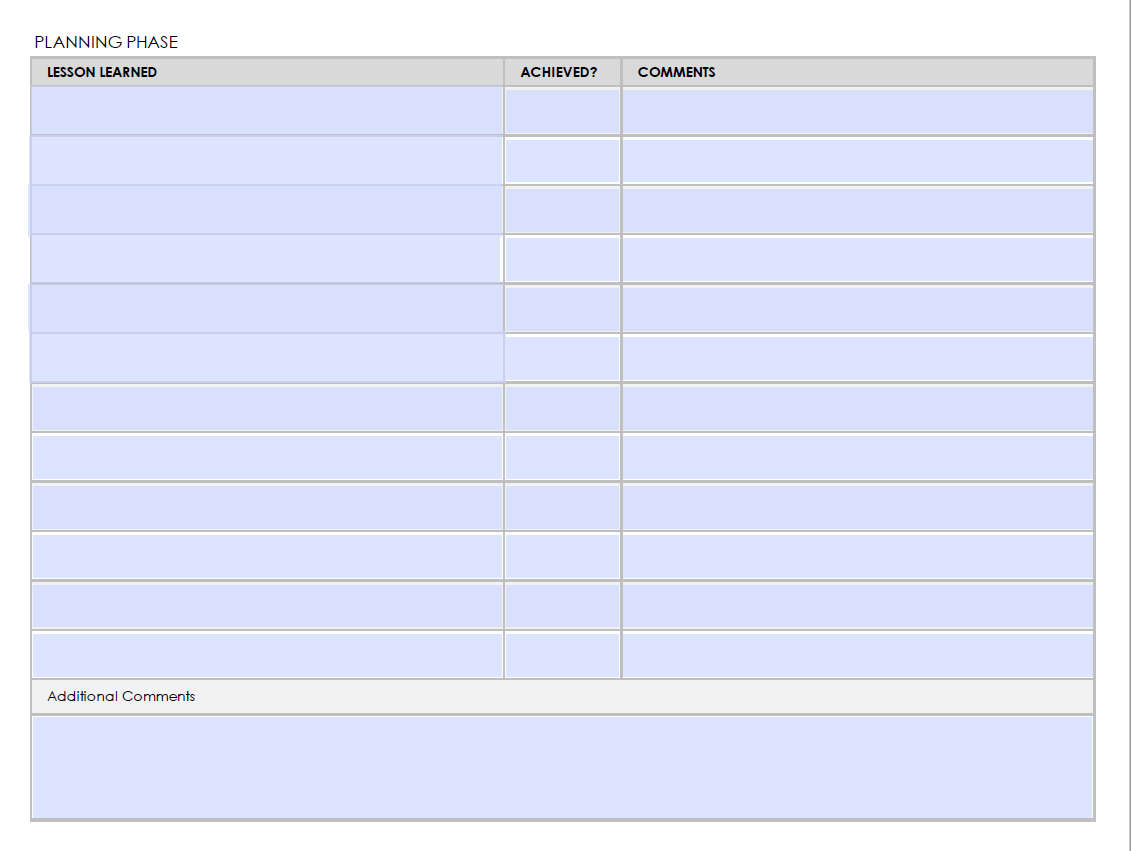 PLANNING PHASE
LESSON LEARNED ACHIEVED? COMMENTS
Additional Comments